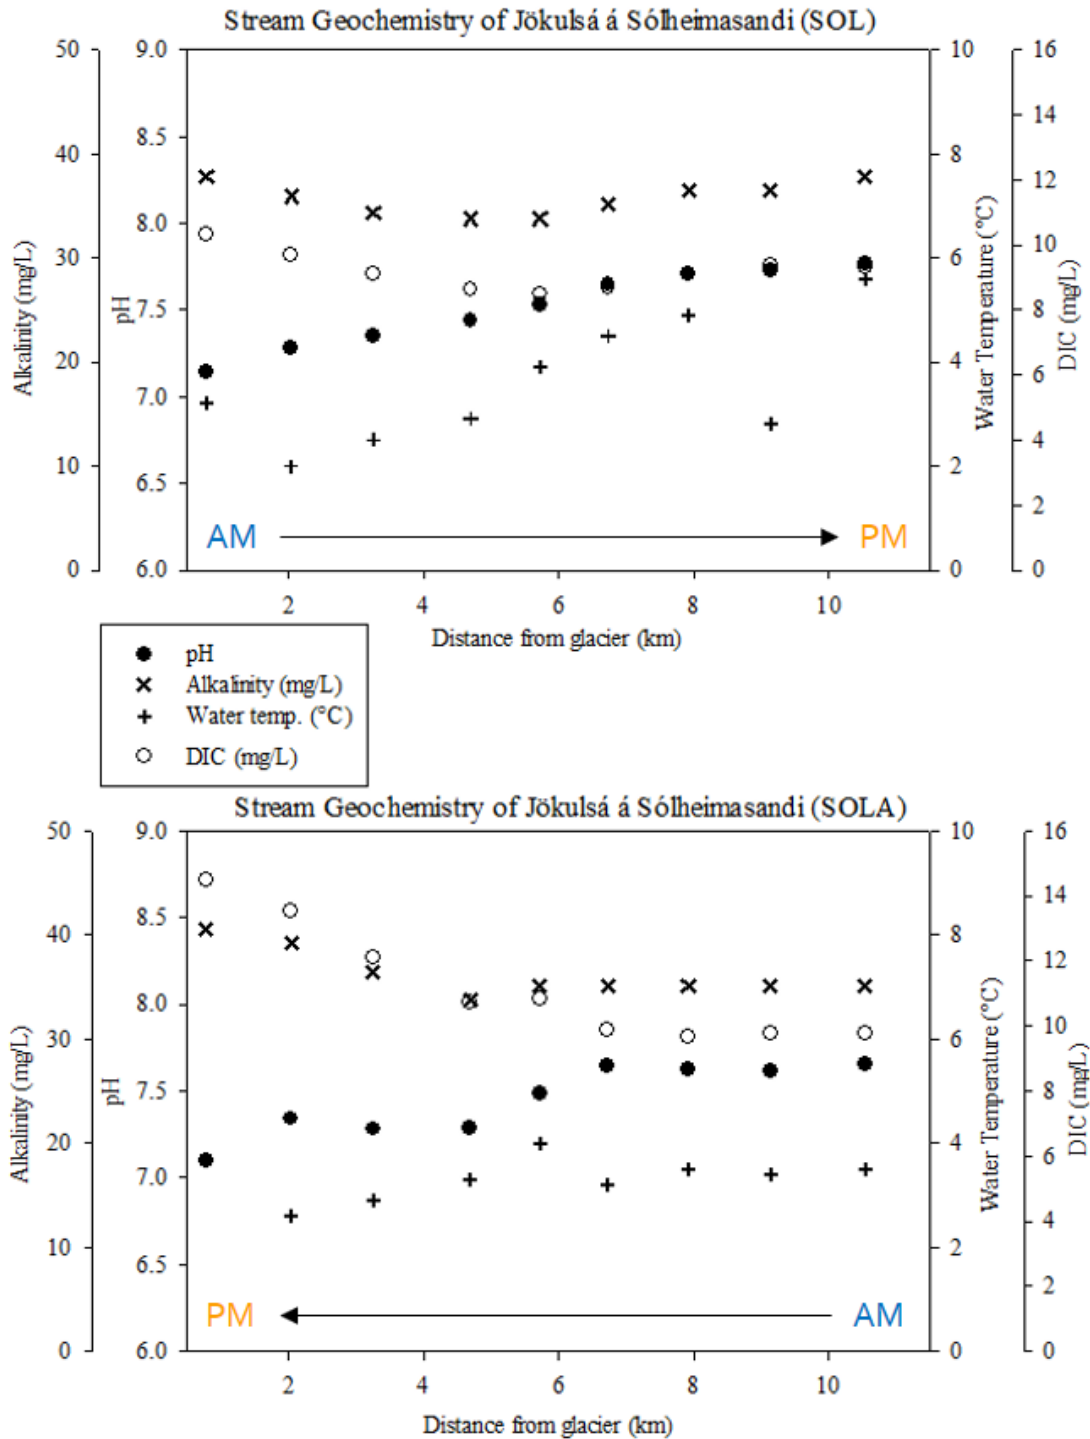 Stream Geochemistry of Jökulsá á Sólheimasandi (SOL)
50 9.0 10 16
14
8.5
40 8 12
8.0 10
30 6
7.5 8
20 4 6
7.0
4
10 6.5 2
2
AM PM
0 6.0 0 0
Alkalinity (mg/L)
pH
Water Temperature (°C)
DIC (mg/L)
2 4 6 8 10
Distance from glacier (km)
pH
Alkalinity (mg/L)
Water temp. (°C)
DIC (mg/L)
Stream Geochemistry of Jökulsá á Sólheimasandi (SOLA)
50 9.0 10 16
14
8.5
40 8 12
8.0 10
30 6
7.5 8
20 4 6
7.0
4
10 6.5 2
2
PM AM
0 6.0 0 0
Alkalinity (mg/L)
pH
Water Temperature (°C)
DIC (mg/L)
2 4 6 8 10
Distance from glacier (km)